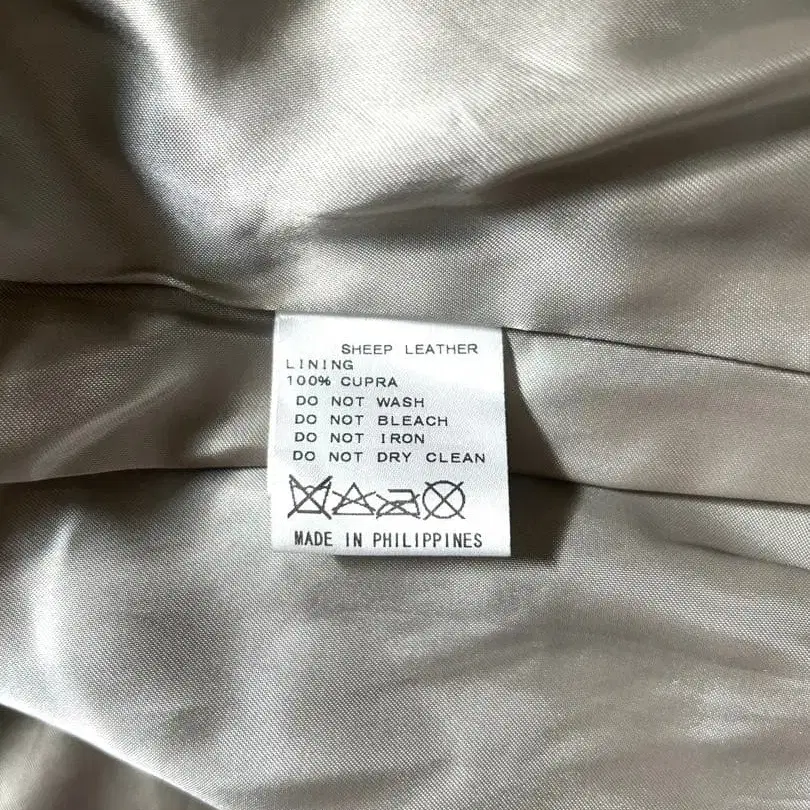 SHEEP LEATHER
LINING
100% CUPRA
DO NOT WASH
DO NOT BLEACH
DO NOT IRON
DO NOT DRY CLEAN
MADE IN PHILIPPINES